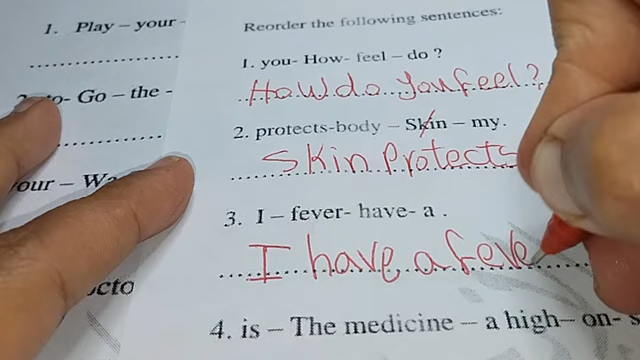 1. Play – your -
to- Go – the -
our – Wa
octo
Reorder the following sentences:
1. you- How- feel – do ?
How do you feel ?
2. protects-body – Skin – my.
Skin Protects
3. I – fever- have- a .
I have a feve
4. is – The medicine – a high– on- s